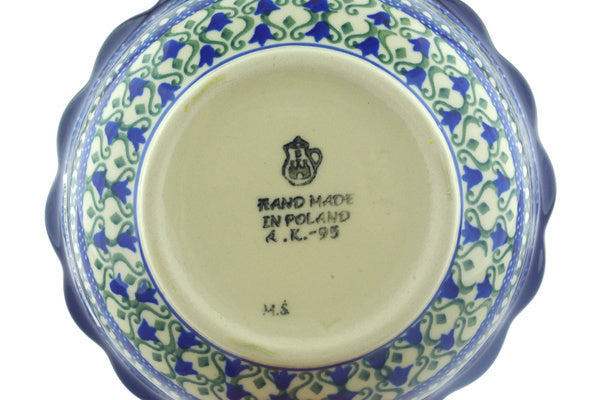 HAND MADE
IN POLAND
A.K.-95
M.S